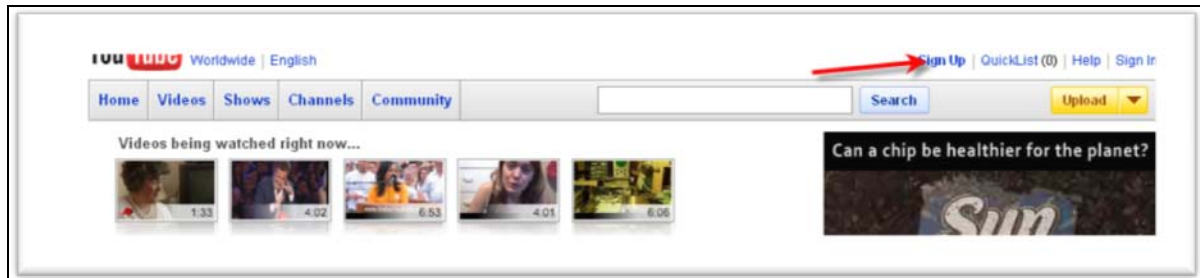 YouTube Worldwide | English
Sign Up | QuickList (0) | Help | Sign In
Home Videos Shows Channels Community Search Upload
Videos being watched right now...
Can a chip be healthier for the planet?
1:33 4:02 6:53 4:01 6:06
Sun